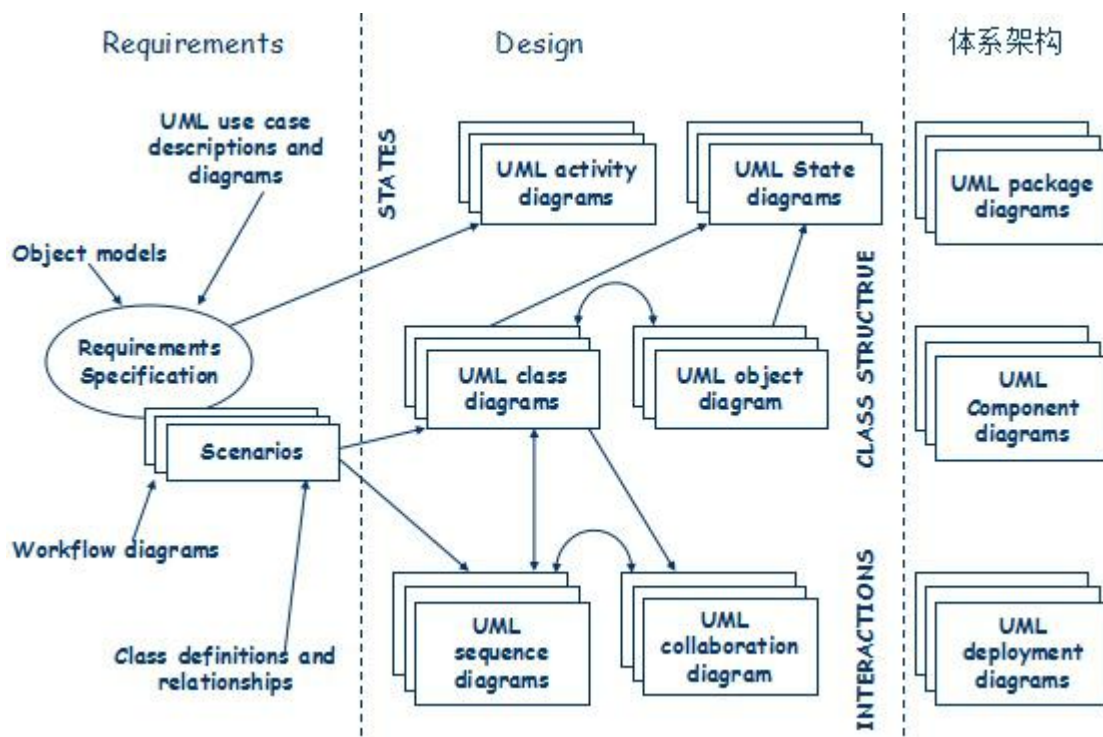 Requirements
Design
体系架构
UML use case
descriptions and
diagrams
Object models
Requirements
Specification
Scenarios
Workflow diagrams
Class definitions and
relationships
STATES
UML activity
diagrams
UML State
diagrams
UML class
diagrams
UML object
diagram
CLASS STRUCTRUE
UML
sequence
diagrams
UML
collaboration
diagram
INTERACTIONS
UML package
diagrams
UML
Component
diagrams
UML
deployment
diagrams